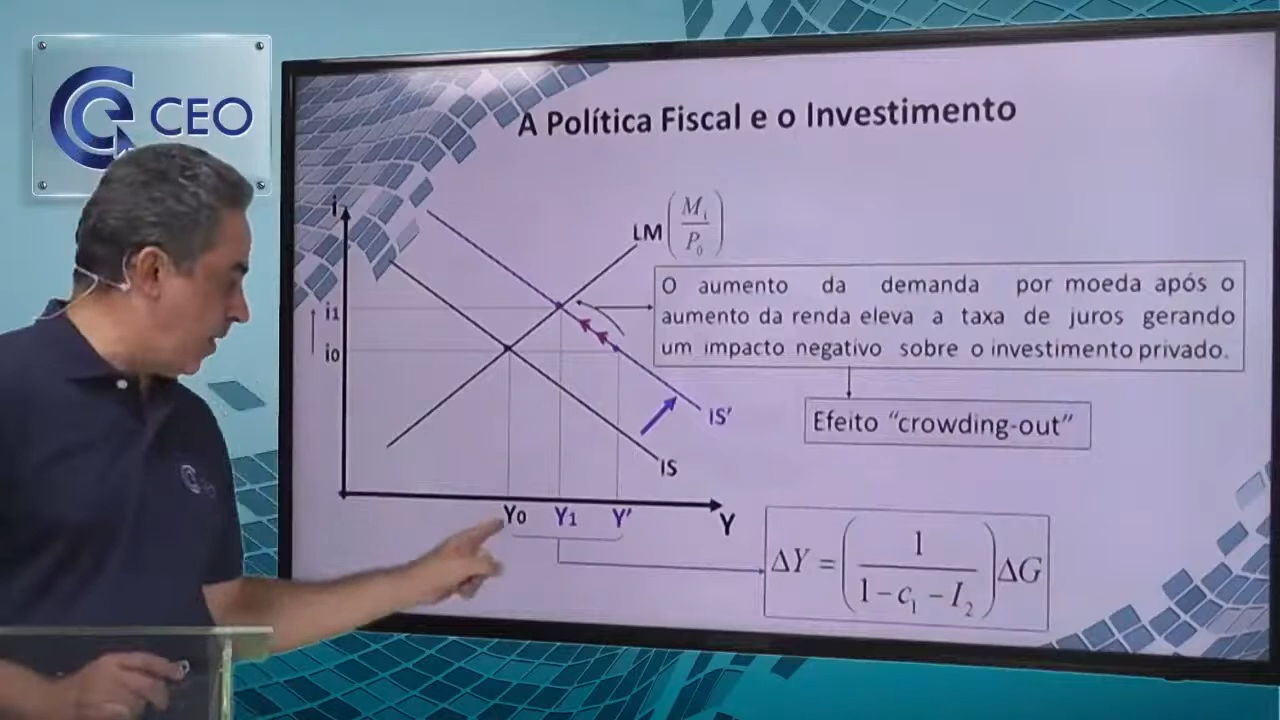 CEO
A Política Fiscal e o Investimento
i
LM (M₁/P₀)
O aumento da demanda por moeda após o
aumento da renda eleva a taxa de juros gerando
um impacto negativo sobre o investimento privado.
i1
i0
Efeito “crowding-out”
IS'
IS
Y0 Y1 Y' Y
ΔY = (1/(1-c₁-I₂)) ΔG